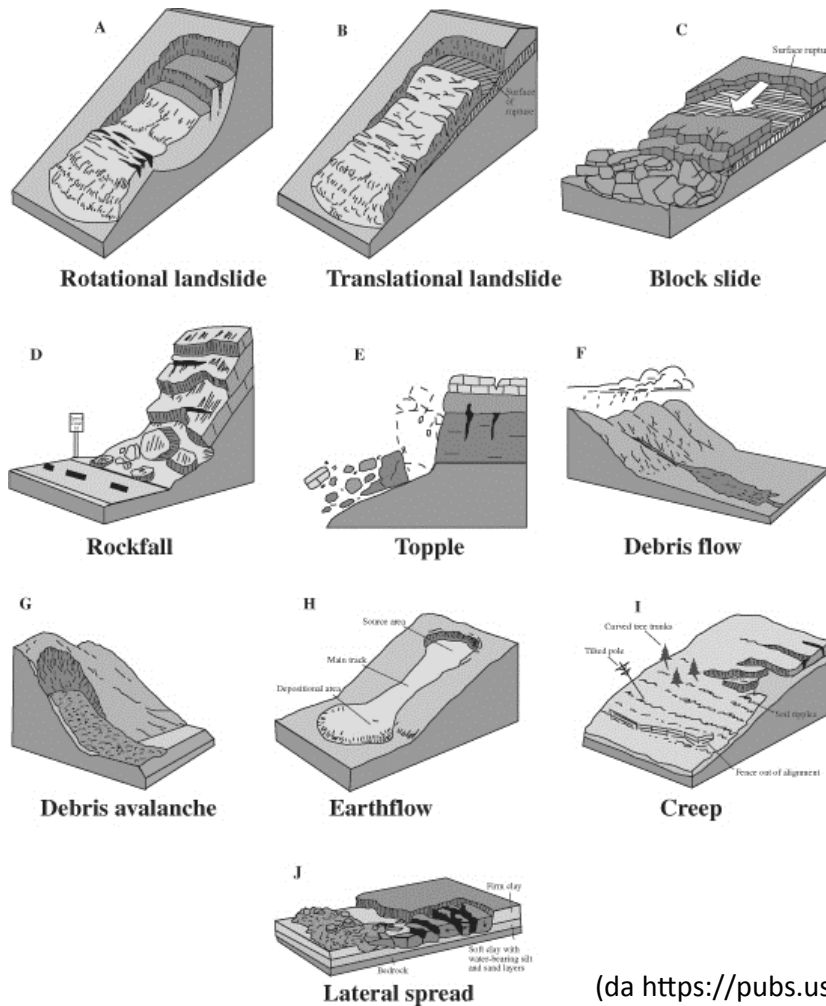 A
B
C
Surface ruptur
Surface
of
rupture
Toe
Rotational landslide
Translational landslide
Block slide
D
E
F
Rockfall
Topple
Debris flow
G
H
I
Source area
Main track
Depositional area
Curved tree trunks
Tilted pole
Soil ripples
Fence out of alignment
Debris avalanche
Earthflow
Creep
J
Firm clay
Bedrock
Soft clay with
water-bearing silt
and sand layers
Lateral spread
(da https://pubs.us